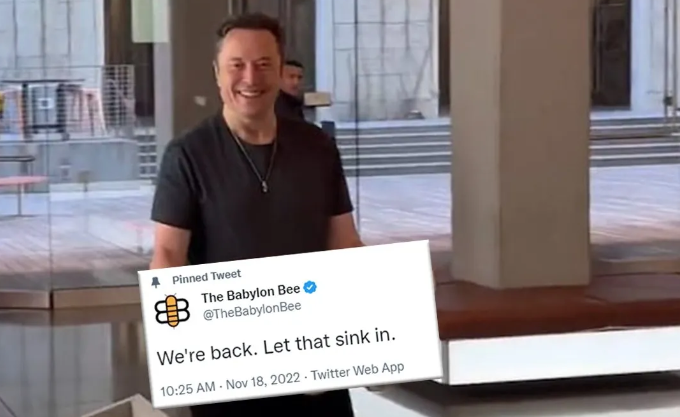 Pinned Tweet
The Babylon Bee
@TheBabylonBee
We're back. Let that sink in.
10:25 AM · Nov 18, 2022 · Twitter Web App